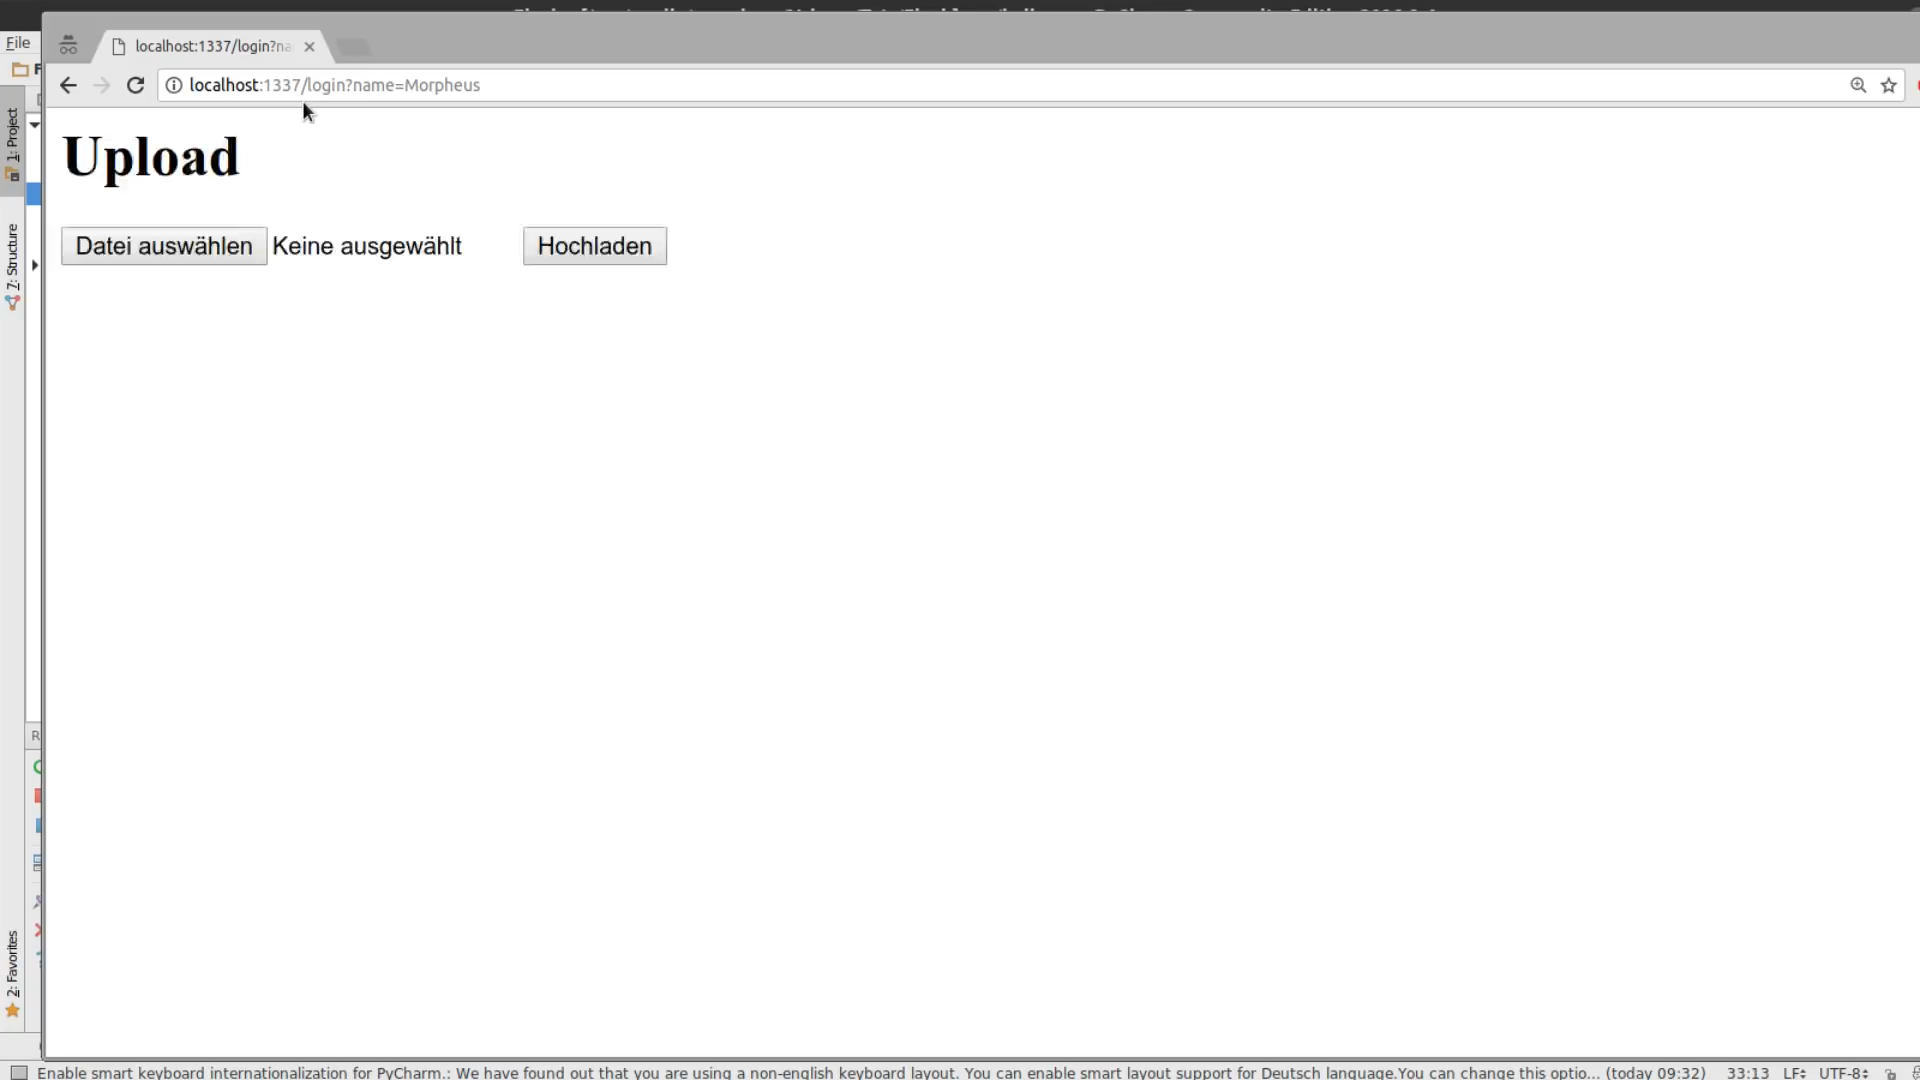 File
localhost:1337/login?na
localhost:1337/login?name=Morpheus
1: Project
Upload
Datei auswählen Keine ausgewählt Hochladen
7: Structure
2: Favorites
Enable smart keyboard internationalization for PyCharm.: We have found out that you are using a non-english keyboard layout. You can enable smart layout support for Deutsch language.You can change this optio... (today 09:32) 33:13 LF UTF-8